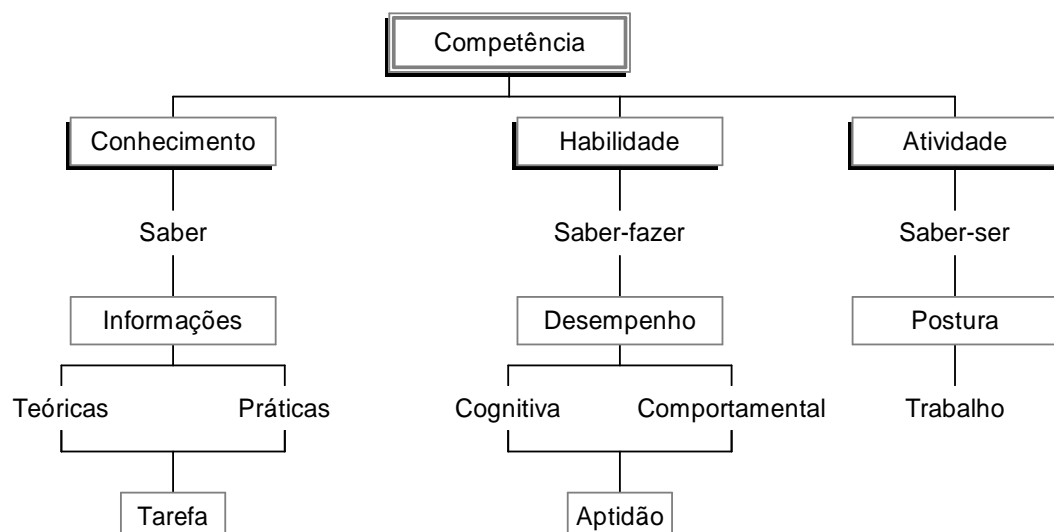 Competência
Conhecimento
Habilidade
Atividade
Saber
Saber-fazer
Saber-ser
Informações
Desempenho
Postura
Teóricas
Práticas
Cognitiva
Comportamental
Trabalho
Tarefa
Aptidão